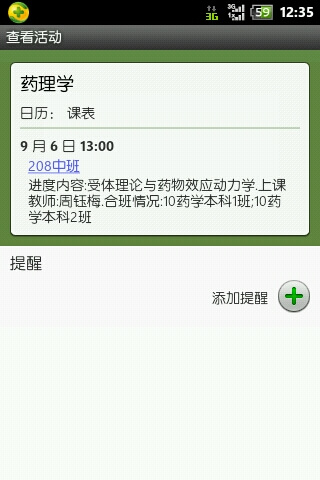 3G 3G 59 12:35
查看活动
药理学
日历： 课表
9 月 6 日 13:00
208中班
进度内容:受体理论与药物效应动力学.上课
教师:周钰梅.合班情况:10药学本科1班;10药
学本科2班
提醒
添加提醒